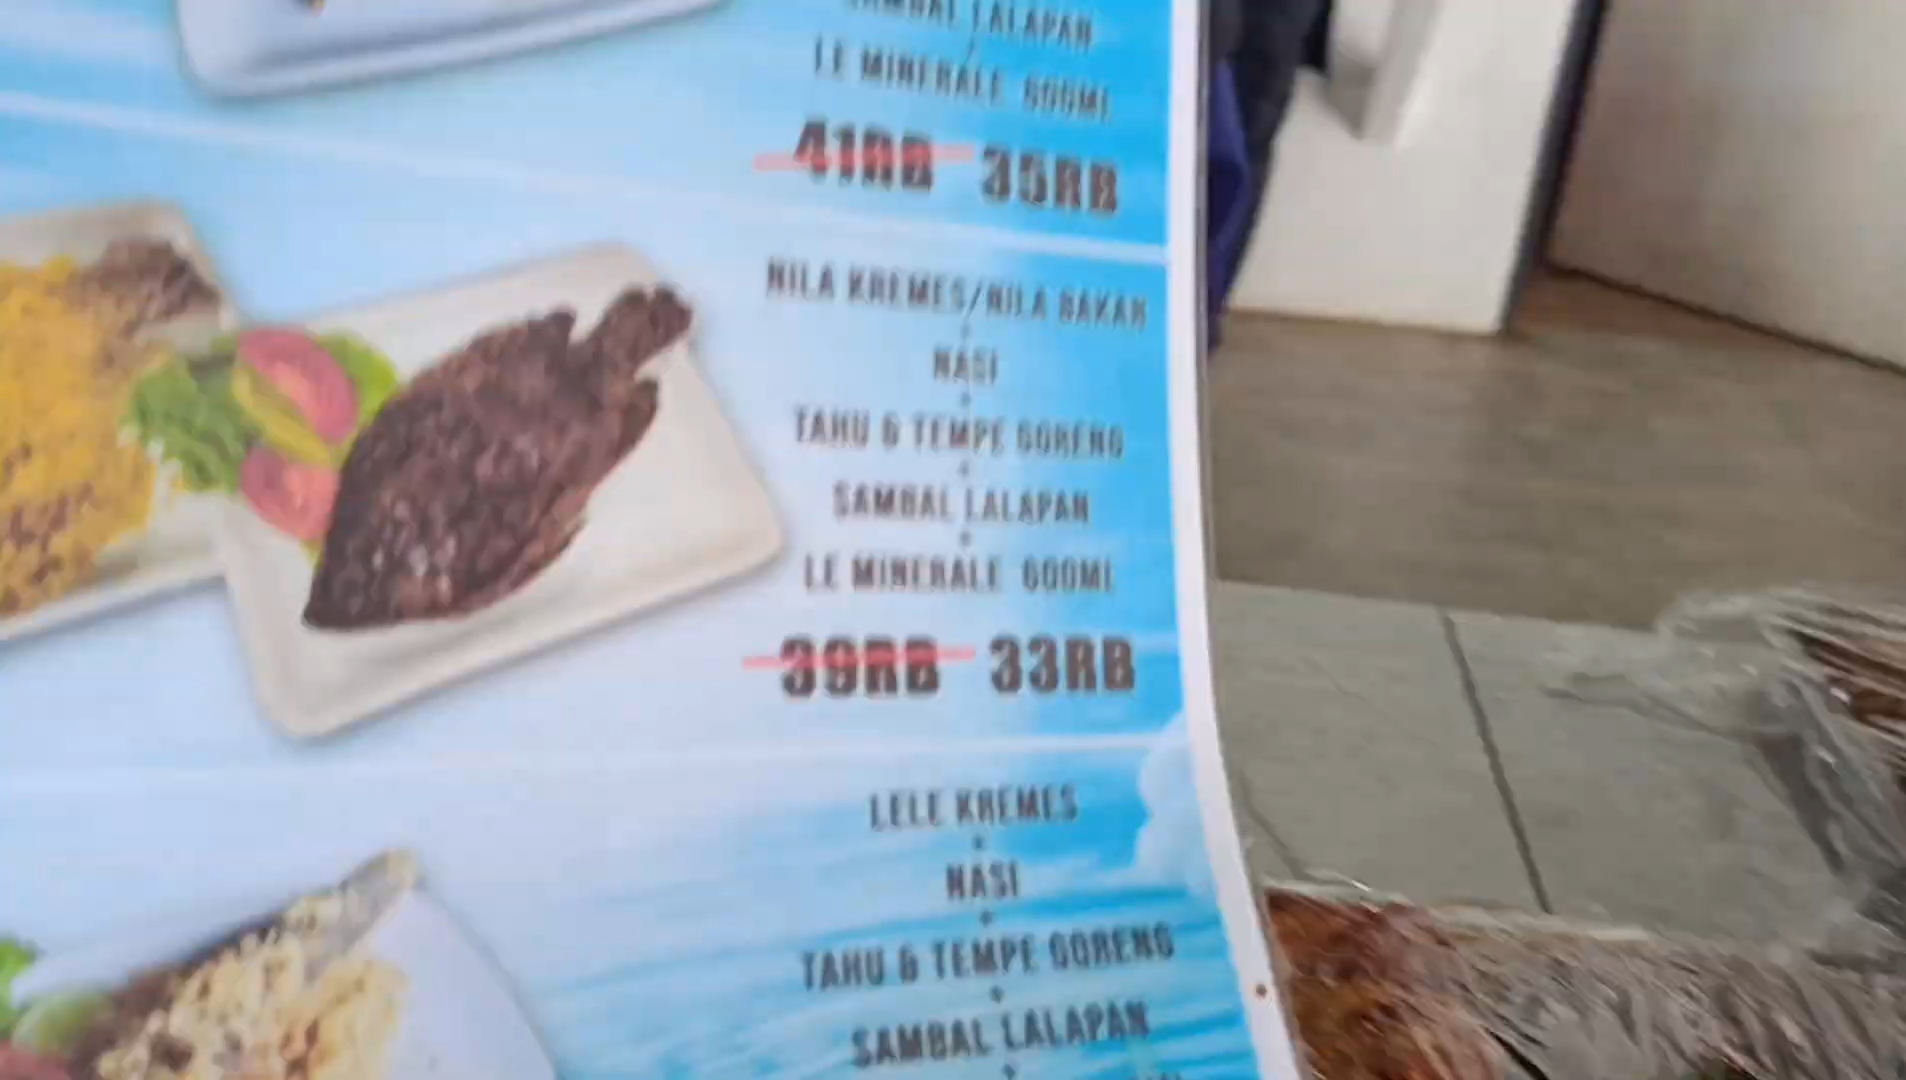 SAMBAL LALAPAN
+
LE MINERALE 600ML
41RB 35RB
NILA KREMES/NILA BAKAR
+
NASI
+
TAHU & TEMPE GORENG
+
SAMBAL LALAPAN
+
LE MINERALE 600ML
39RB 33RB
LELE KREMES
+
NASI
+
TAHU & TEMPE GORENG
+
SAMBAL LALAPAN
+